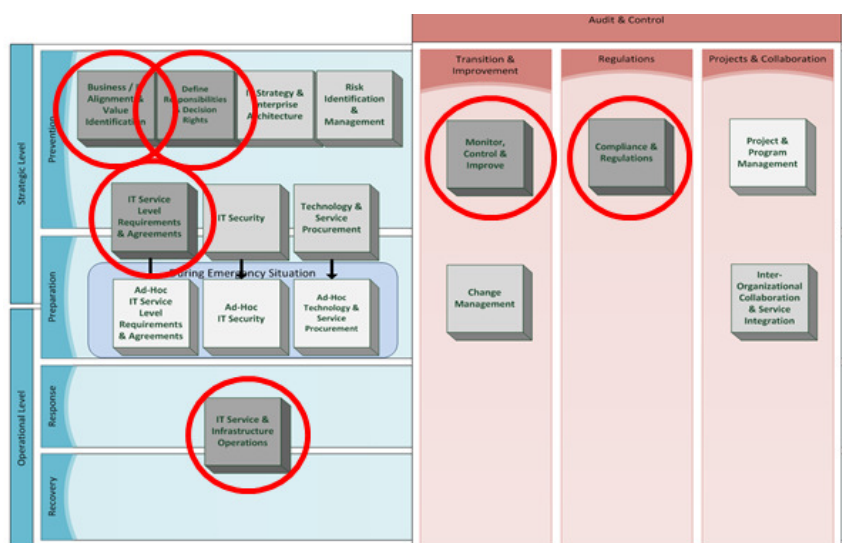 Audit & Control
Transition &
Improvement
Regulations
Projects & Collaboration
Strategic Level
Operational Level
Prevention
Preparation
Response
Recovery
Business / IT
Alignment &
Value
Identification
Define
Responsibilities
& Decision
Rights
IT Strategy &
Enterprise
Architecture
Risk
Identification
&
Management
IT Service
Level
Requirements
& Agreements
IT Security
Technology &
Service
Procurement
During Emergency Situation
Ad-Hoc
IT Service
Level
Requirements
& Agreements
Ad-Hoc
IT Security
Ad-Hoc
Technology &
Service
Procurement
IT Service &
Infrastructure
Operations
Monitor,
Control &
Improve
Change
Management
Compliance &
Regulations
Project &
Program
Management
Inter-
Organizational
Collaboration
& Service
Integration